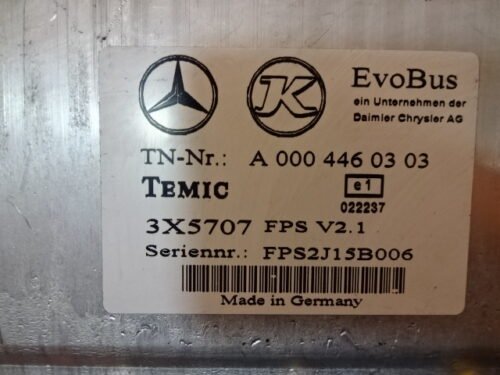 K EvoBus
ein Unternehmen der
Daimler Chrysler AG
TN-Nr.: A 000 446 03 03
TEMIC e1
022237
3X5707 FPS V2.1
Seriennr.: FPS2J15B006
Made in Germany